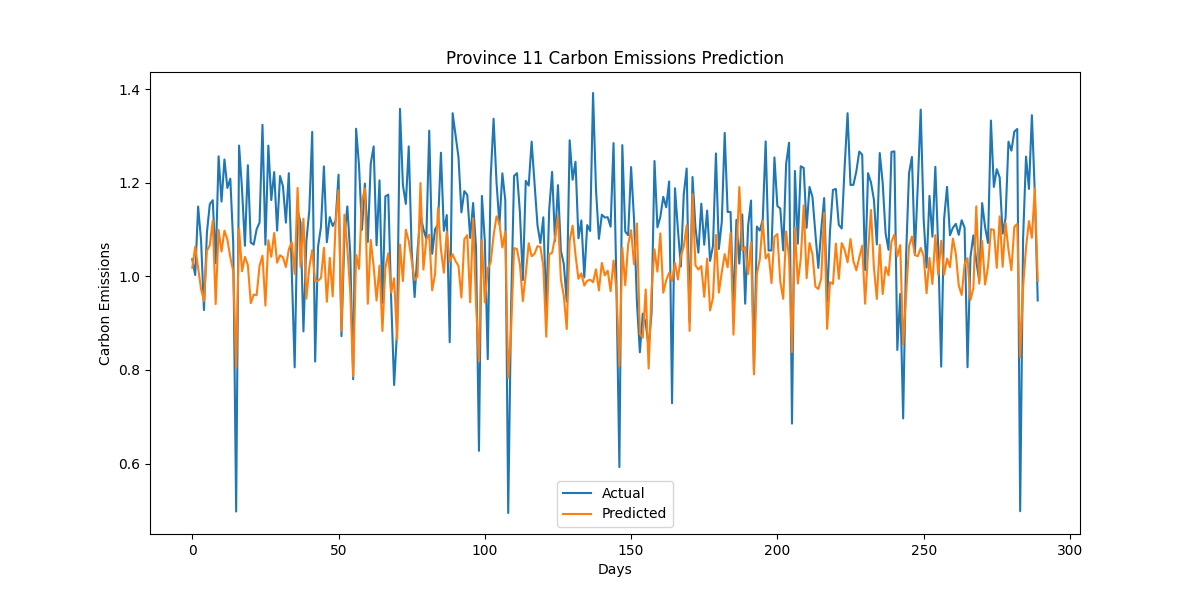 Province 11 Carbon Emissions Prediction
1.4
1.2
1.0
0.8
0.6
Carbon Emissions
Actual
Predicted
0 50 100 150 200 250 300
Days